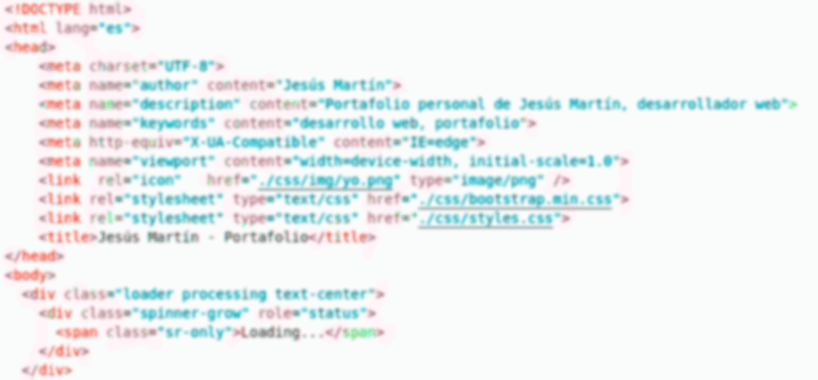 <!DOCTYPE html>
<html lang="es">
<head>
    <meta charset="UTF-8">
    <meta name="author" content="Jesús Martín">
    <meta name="description" content="Portafolio personal de Jesús Martín, desarrollador web">
    <meta name="keywords" content="desarrollo web, portafolio">
    <meta http-equiv="X-UA-Compatible" content="IE=edge">
    <meta name="viewport" content="width=device-width, initial-scale=1.0">
    <link  rel="icon"   href="./css/img/yo.png" type="image/png" />
    <link rel="stylesheet" type="text/css" href="./css/bootstrap.min.css">
    <link rel="stylesheet" type="text/css" href="./css/styles.css">
    <title>Jesús Martín - Portafolio</title>
</head>
<body>
  <div class="loader processing text-center">
    <div class="spinner-grow" role="status">
      <span class="sr-only">Loading...</span>
    </div>
  </div>